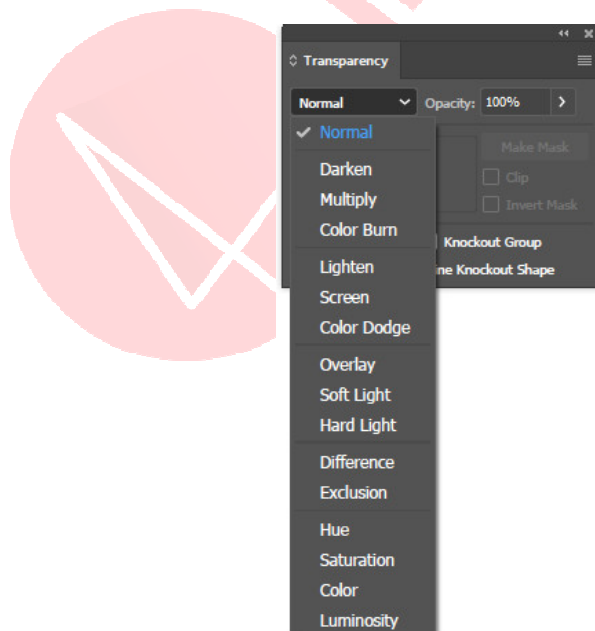 Transparency
Normal Opacity: 100%
Normal
Make Mask
Darken
Clip
Multiply
Invert Mask
Color Burn
Knockout Group
Lighten
Knockout Shape
Screen
Color Dodge
Overlay
Soft Light
Hard Light
Difference
Exclusion
Hue
Saturation
Color
Luminosity